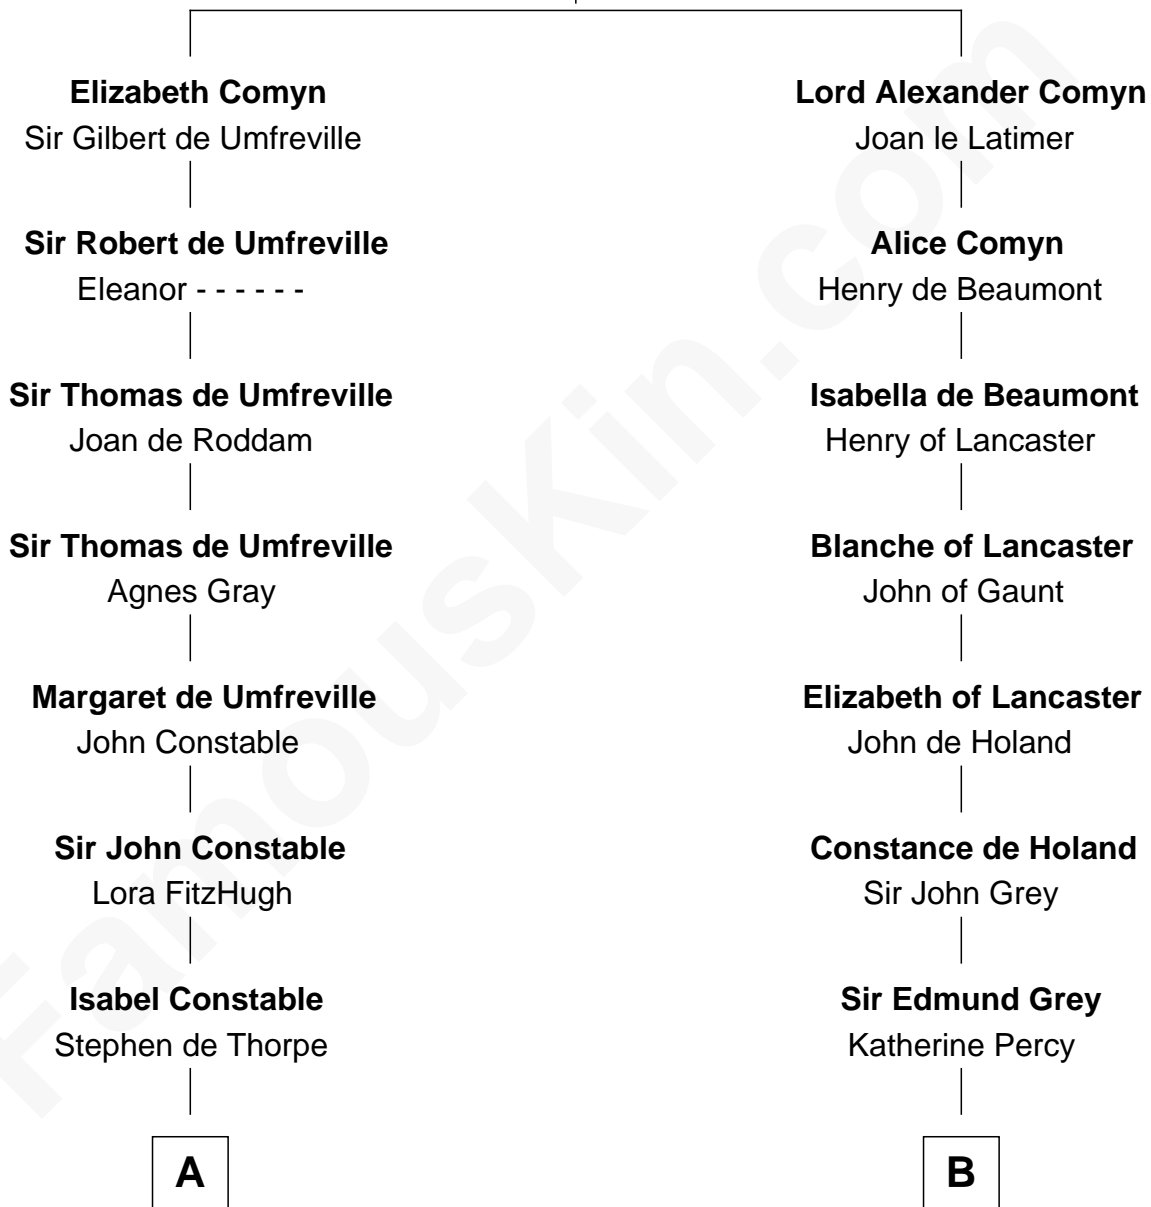 Elizabeth Comyn
Sir Gilbert de Umfreville
Sir Robert de Umfreville
Eleanor - - - - - -
Sir Thomas de Umfreville
Joan de Roddam
Sir Thomas de Umfreville
Agnes Gray
Margaret de Umfreville
John Constable
Sir John Constable
Lora FitzHugh
Isabel Constable
Stephen de Thorpe
A
Lord Alexander Comyn
Joan le Latimer
Alice Comyn
Henry de Beaumont
Isabella de Beaumont
Henry of Lancaster
Blanche of Lancaster
John of Gaunt
Elizabeth of Lancaster
John de Holand
Constance de Holand
Sir John Grey
Sir Edmund Grey
Katherine Percy
B
FamousKin.com